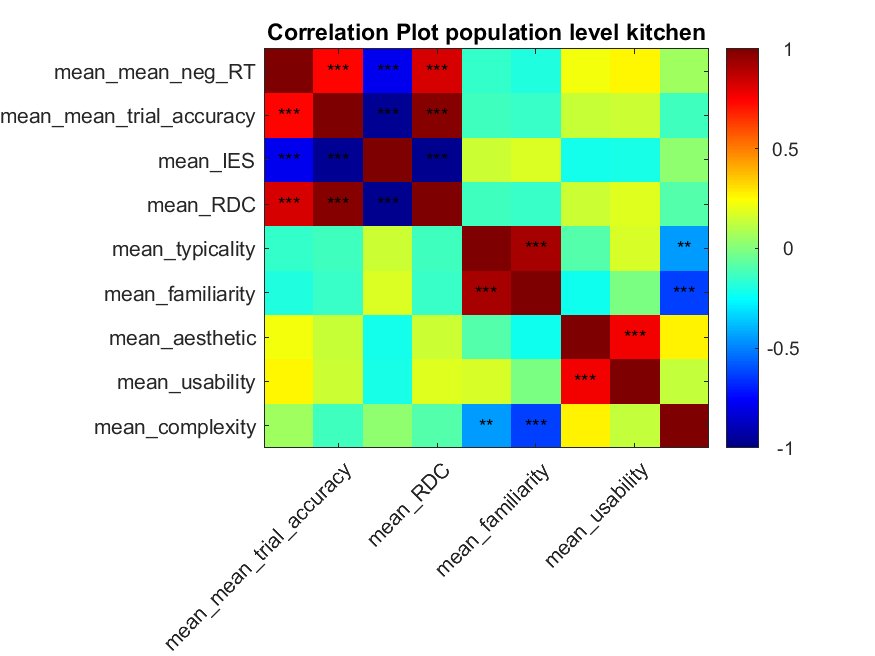 Correlation Plot population level kitchen
mean_mean_neg_RT
*** *** ***
mean_mean_trial_accuracy
*** *** ***
mean_IES
*** *** ***
mean_RDC
*** *** ***
mean_typicality
*** **
mean_familiarity
*** ***
mean_aesthetic
***
mean_usability
***
mean_complexity
** ***
1
0.5
0
-0.5
-1
mean_mean_trial_accuracy
mean_RDC
mean_familiarity
mean_usability